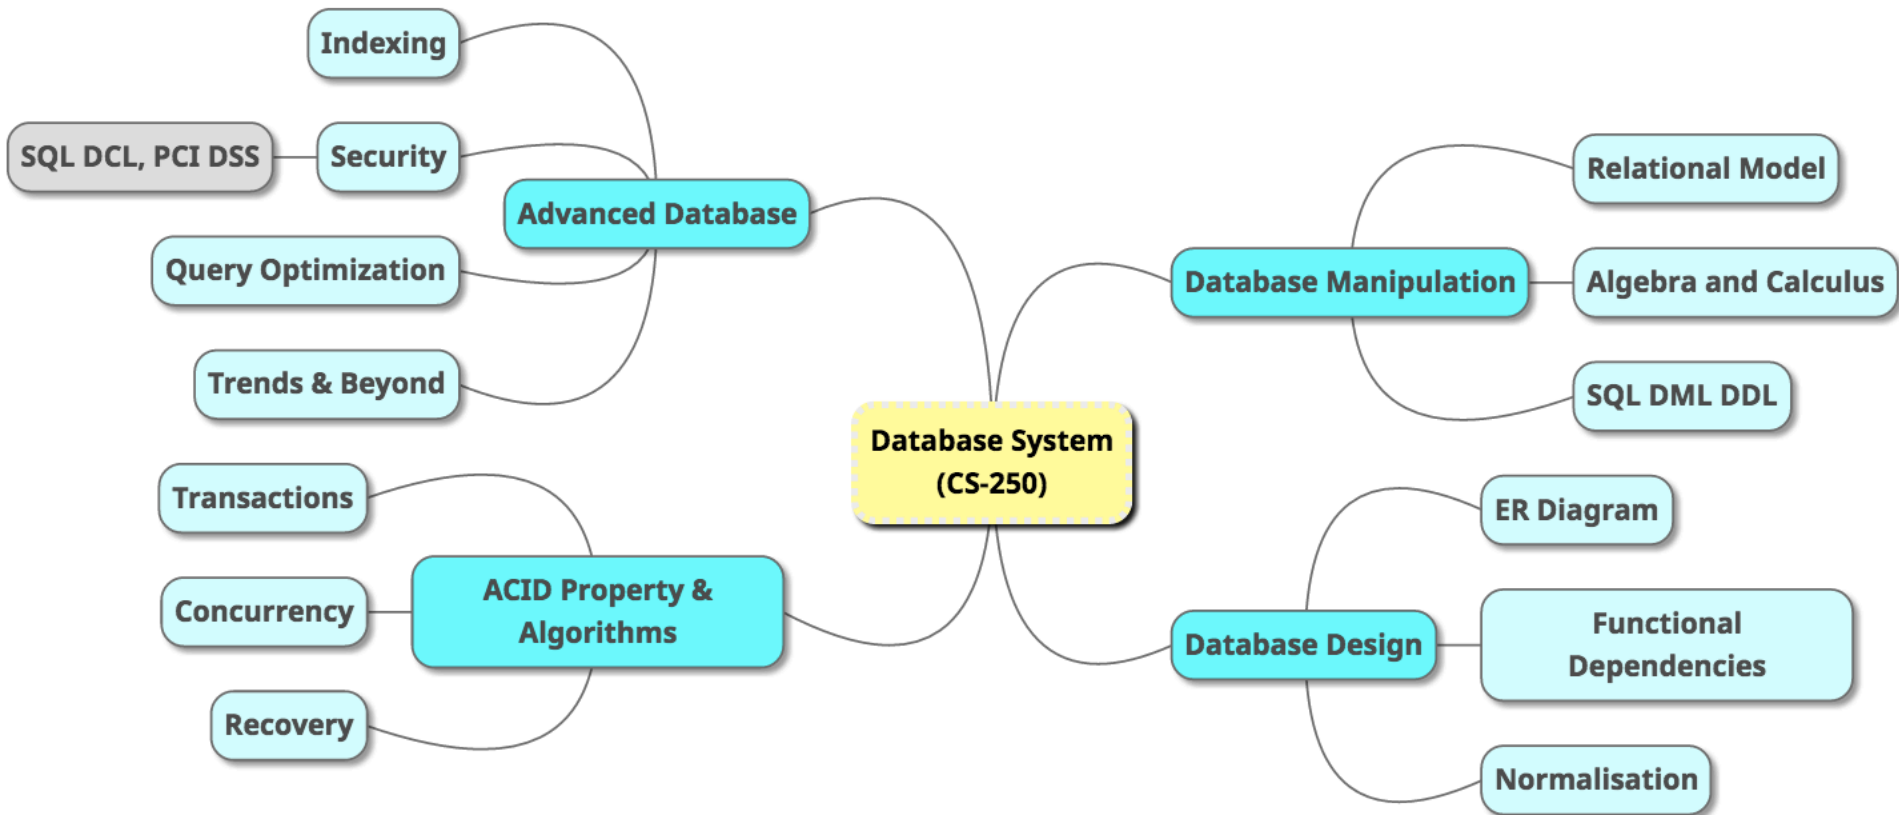 Indexing
SQL DCL, PCI DSS
Security
Advanced Database
Query Optimization
Trends & Beyond
Database System
(CS-250)
Transactions
Concurrency
ACID Property &
Algorithms
Recovery
Relational Model
Database Manipulation
Algebra and Calculus
SQL DML DDL
ER Diagram
Database Design
Functional
Dependencies
Normalisation